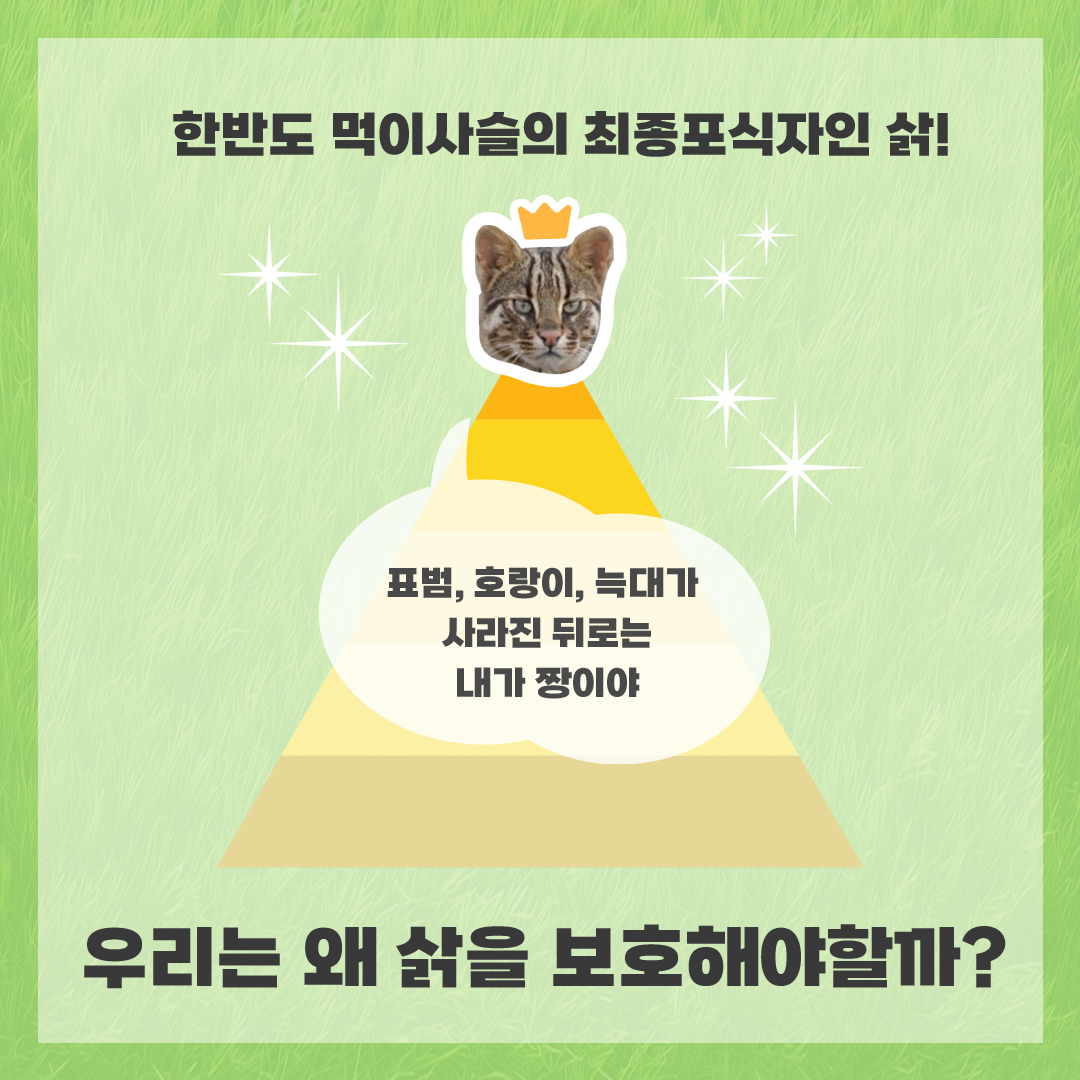 한반도 먹이사슬의 최종포식자인 삵!
표범, 호랑이, 늑대가
사라진 뒤로는
내가 짱이야
우리는 왜 삵을 보호해야할까?